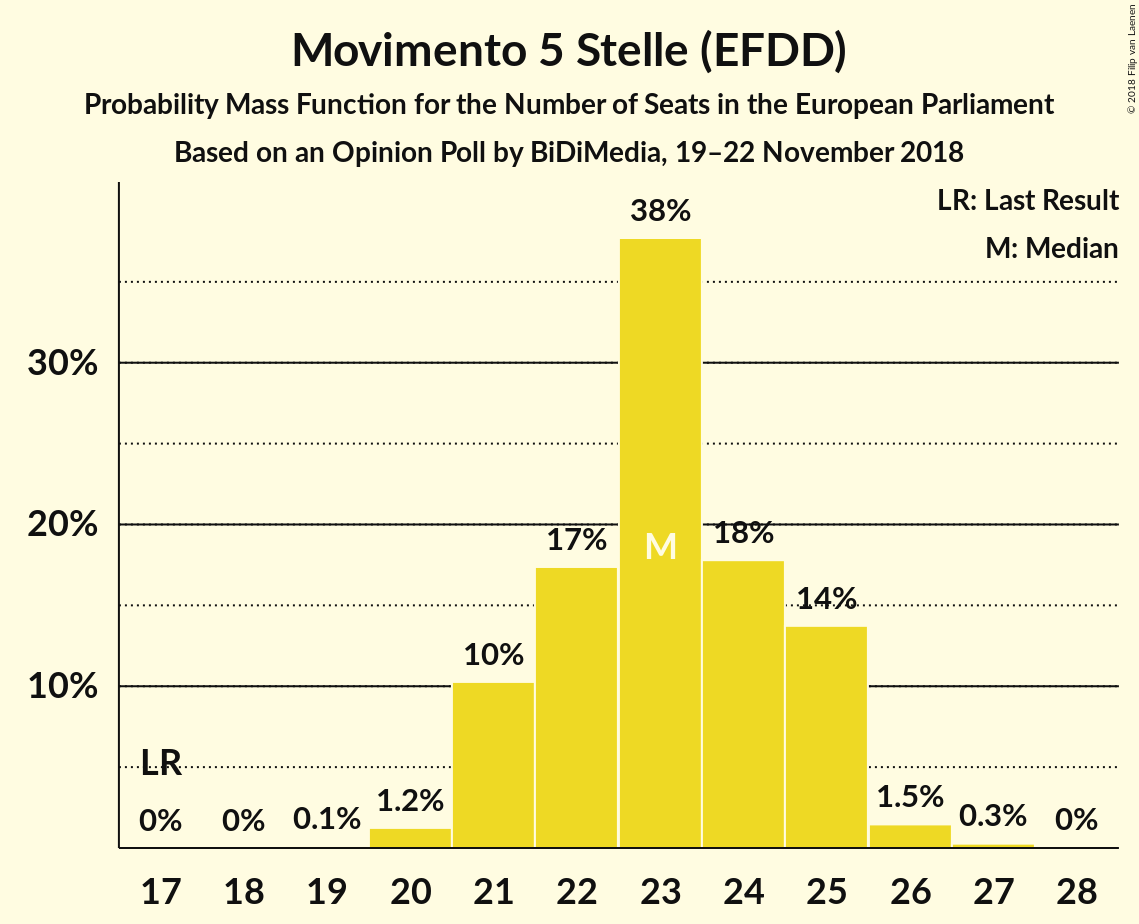 Movimento 5 Stelle (EFDD)
Probability Mass Function for the Number of Seats in the European Parliament
Based on an Opinion Poll by BiDiMedia, 19–22 November 2018
© 2018 Filip van Laenen
LR: Last Result
M: Median
38%
30%
20%
17%
M
18%
14%
10%
10%
LR
0%
0%
0.1%
1.2%
1.5%
0.3%
0%
17 18 19 20 21 22 23 24 25 26 27 28